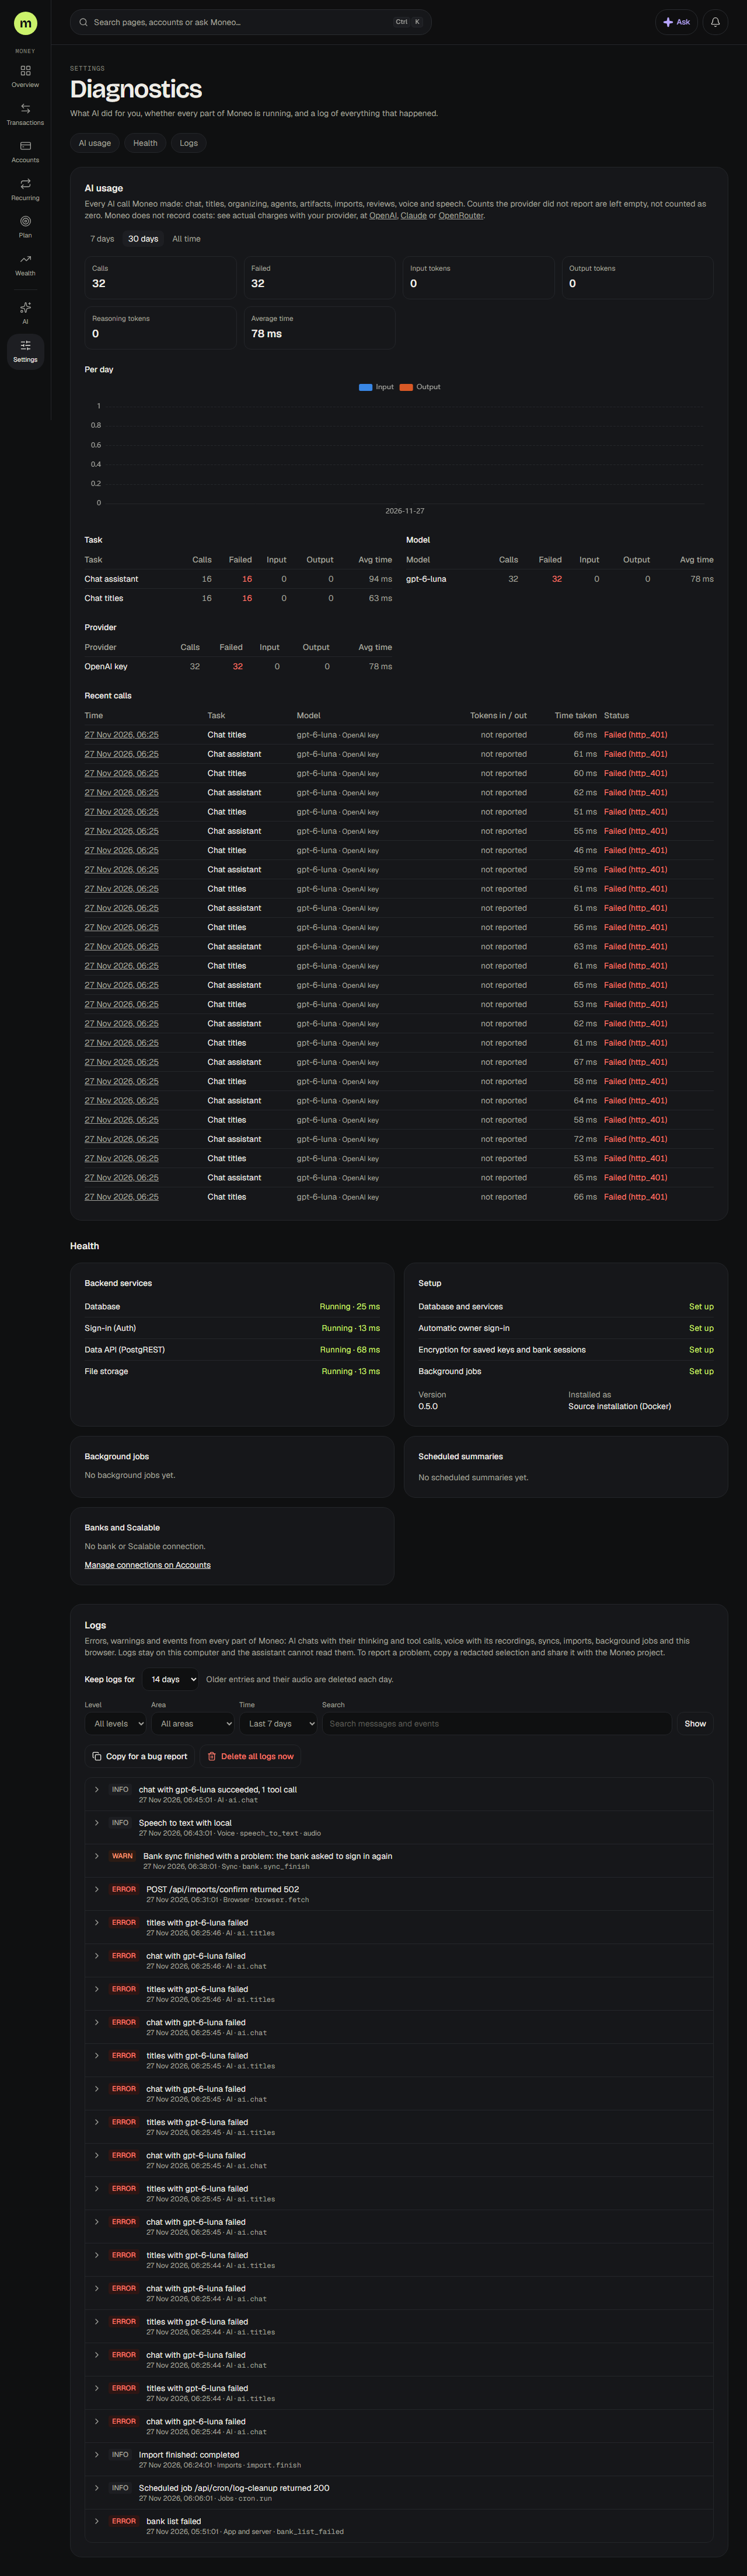 m
Search pages, accounts or ask Moneo...
Ctrl K
Ask
MONEY
Overview
Transactions
Accounts
Recurring
Plan
Wealth
AI
Settings
SETTINGS
Diagnostics
What AI did for you, whether every part of Moneo is running, and a log of everything that happened.
AI usage Health Logs
AI usage
Every AI call Moneo made: chat, titles, organizing, agents, artifacts, imports, reviews, voice and speech. Counts the provider did not report are left empty, not counted as
zero. Moneo does not record costs: see actual charges with your provider, at OpenAI, Claude or OpenRouter.
7 days 30 days All time
Calls Failed Input tokens Output tokens
32 32 0 0
Reasoning tokens Average time
0 78 ms
Per day
Input Output
1
0.8
0.6
0.4
0.2
0
2026-11-27
Task
Task Calls Failed Input Output Avg time
Chat assistant 16 16 0 0 94 ms
Chat titles 16 16 0 0 63 ms
Model
Model Calls Failed Input Output Avg time
gpt-6-luna 32 32 0 0 78 ms
Provider
Provider Calls Failed Input Output Avg time
OpenAI key 32 32 0 0 78 ms
Recent calls
Time Task Model Tokens in / out Time taken Status
27 Nov 2026, 06:25 Chat titles gpt-6-luna · OpenAI key not reported 66 ms Failed (http_401)
27 Nov 2026, 06:25 Chat assistant gpt-6-luna · OpenAI key not reported 61 ms Failed (http_401)
27 Nov 2026, 06:25 Chat titles gpt-6-luna · OpenAI key not reported 60 ms Failed (http_401)
27 Nov 2026, 06:25 Chat assistant gpt-6-luna · OpenAI key not reported 62 ms Failed (http_401)
27 Nov 2026, 06:25 Chat titles gpt-6-luna · OpenAI key not reported 51 ms Failed (http_401)
27 Nov 2026, 06:25 Chat assistant gpt-6-luna · OpenAI key not reported 55 ms Failed (http_401)
27 Nov 2026, 06:25 Chat titles gpt-6-luna · OpenAI key not reported 46 ms Failed (http_401)
27 Nov 2026, 06:25 Chat assistant gpt-6-luna · OpenAI key not reported 59 ms Failed (http_401)
27 Nov 2026, 06:25 Chat titles gpt-6-luna · OpenAI key not reported 61 ms Failed (http_401)
27 Nov 2026, 06:25 Chat assistant gpt-6-luna · OpenAI key not reported 61 ms Failed (http_401)
27 Nov 2026, 06:25 Chat titles gpt-6-luna · OpenAI key not reported 56 ms Failed (http_401)
27 Nov 2026, 06:25 Chat assistant gpt-6-luna · OpenAI key not reported 63 ms Failed (http_401)
27 Nov 2026, 06:25 Chat titles gpt-6-luna · OpenAI key not reported 61 ms Failed (http_401)
27 Nov 2026, 06:25 Chat assistant gpt-6-luna · OpenAI key not reported 65 ms Failed (http_401)
27 Nov 2026, 06:25 Chat titles gpt-6-luna · OpenAI key not reported 53 ms Failed (http_401)
27 Nov 2026, 06:25 Chat assistant gpt-6-luna · OpenAI key not reported 62 ms Failed (http_401)
27 Nov 2026, 06:25 Chat titles gpt-6-luna · OpenAI key not reported 61 ms Failed (http_401)
27 Nov 2026, 06:25 Chat assistant gpt-6-luna · OpenAI key not reported 67 ms Failed (http_401)
27 Nov 2026, 06:25 Chat titles gpt-6-luna · OpenAI key not reported 58 ms Failed (http_401)
27 Nov 2026, 06:25 Chat assistant gpt-6-luna · OpenAI key not reported 64 ms Failed (http_401)
27 Nov 2026, 06:25 Chat titles gpt-6-luna · OpenAI key not reported 58 ms Failed (http_401)
27 Nov 2026, 06:25 Chat assistant gpt-6-luna · OpenAI key not reported 72 ms Failed (http_401)
27 Nov 2026, 06:25 Chat titles gpt-6-luna · OpenAI key not reported 53 ms Failed (http_401)
27 Nov 2026, 06:25 Chat assistant gpt-6-luna · OpenAI key not reported 65 ms Failed (http_401)
27 Nov 2026, 06:25 Chat titles gpt-6-luna · OpenAI key not reported 66 ms Failed (http_401)
Health
Backend services
Database Running · 25 ms
Sign-in (Auth) Running · 13 ms
Data API (PostgREST) Running · 68 ms
File storage Running · 13 ms
Setup
Database and services Set up
Automatic owner sign-in Set up
Encryption for saved keys and bank sessions Set up
Background jobs Set up
Version Installed as
0.5.0 Source installation (Docker)
Background jobs
No background jobs yet.
Scheduled summaries
No scheduled summaries yet.
Banks and Scalable
No bank or Scalable connection.
Manage connections on Accounts
Logs
Errors, warnings and events from every part of Moneo: AI chats with their thinking and tool calls, voice with its recordings, syncs, imports, background jobs and this
browser. Logs stay on this computer and the assistant cannot read them. To report a problem, copy a redacted selection and share it with the Moneo project.
Keep logs for 14 days Older entries and their audio are deleted each day.
Level Area Time Search
All levels All areas Last 7 days Search messages and events Show
Copy for a bug report Delete all logs now
INFO chat with gpt-6-luna succeeded, 1 tool call
27 Nov 2026, 06:45:01 · AI · ai.chat
INFO Speech to text with local
27 Nov 2026, 06:43:01 · Voice · speech_to_text · audio
WARN Bank sync finished with a problem: the bank asked to sign in again
27 Nov 2026, 06:38:01 · Sync · bank.sync_finish
ERROR POST /api/imports/confirm returned 502
27 Nov 2026, 06:31:01 · Browser · browser.fetch
ERROR titles with gpt-6-luna failed
27 Nov 2026, 06:25:46 · AI · ai.titles
ERROR chat with gpt-6-luna failed
27 Nov 2026, 06:25:46 · AI · ai.chat
ERROR titles with gpt-6-luna failed
27 Nov 2026, 06:25:46 · AI · ai.titles
ERROR chat with gpt-6-luna failed
27 Nov 2026, 06:25:45 · AI · ai.chat
ERROR titles with gpt-6-luna failed
27 Nov 2026, 06:25:45 · AI · ai.titles
ERROR chat with gpt-6-luna failed
27 Nov 2026, 06:25:45 · AI · ai.chat
ERROR titles with gpt-6-luna failed
27 Nov 2026, 06:25:45 · AI · ai.titles
ERROR chat with gpt-6-luna failed
27 Nov 2026, 06:25:45 · AI · ai.chat
ERROR titles with gpt-6-luna failed
27 Nov 2026, 06:25:45 · AI · ai.titles
ERROR chat with gpt-6-luna failed
27 Nov 2026, 06:25:45 · AI · ai.chat
ERROR titles with gpt-6-luna failed
27 Nov 2026, 06:25:44 · AI · ai.titles
ERROR chat with gpt-6-luna failed
27 Nov 2026, 06:25:44 · AI · ai.chat
ERROR titles with gpt-6-luna failed
27 Nov 2026, 06:25:44 · AI · ai.titles
ERROR chat with gpt-6-luna failed
27 Nov 2026, 06:25:44 · AI · ai.chat
ERROR titles with gpt-6-luna failed
27 Nov 2026, 06:25:44 · AI · ai.titles
ERROR chat with gpt-6-luna failed
27 Nov 2026, 06:25:44 · AI · ai.chat
INFO Import finished: completed
27 Nov 2026, 06:24:01 · Imports · import.finish
INFO Scheduled job /api/cron/log-cleanup returned 200
27 Nov 2026, 06:06:01 · Jobs · cron.run
ERROR bank list failed
27 Nov 2026, 05:51:01 · App and server · bank_list_failed